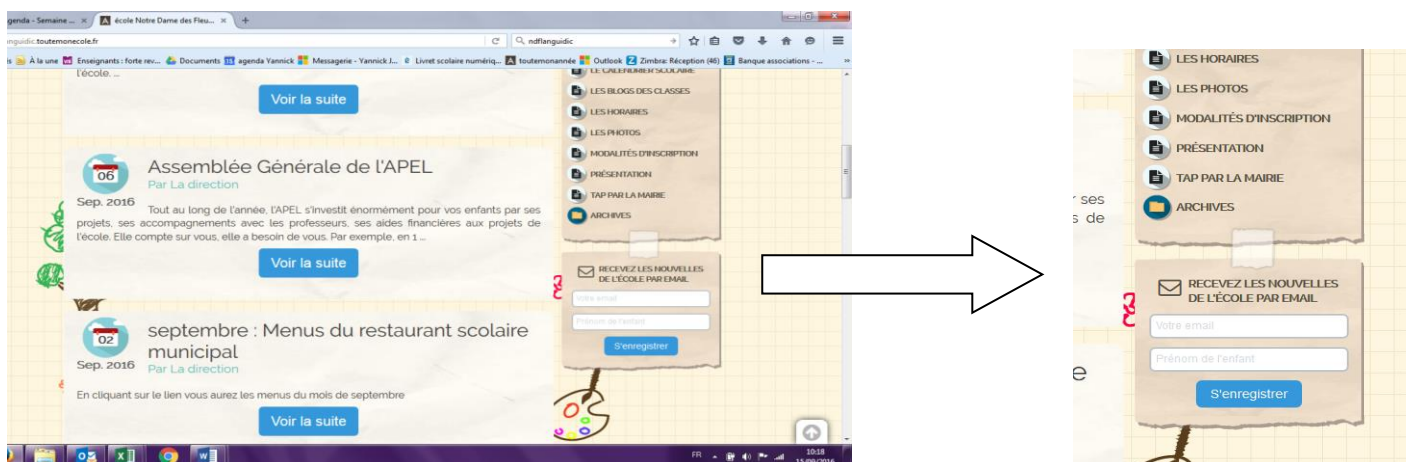 genda - Semaine ... × école Notre Dame des Fleu... × +
nguidic.toutemonecole.fr ndflanguidic
À la une Enseignants : forte rev... Documents agenda Yannick Messagerie - Yannick J... Livret scolaire numériq... toutemonannée Outlook Zimbra: Réception (46) Banque associations - ... »
l'école. ...
Voir la suite
06
Sep. 2016
Assemblée Générale de l'APEL
Par La direction
Tout au long de l'année, l'APEL s'investit énormément pour vos enfants par ses
projets, ses accompagnements avec les professeurs, ses aides financières aux projets de
l'école. Elle compte sur vous, elle a besoin de vous. Par exemple, en 1 ...
Voir la suite
02
Sep. 2016
septembre : Menus du restaurant scolaire
municipal
Par La direction
En cliquant sur le lien vous aurez les menus du mois de septembre
Voir la suite
LE CALENDRIER SCOLAIRE
LES BLOGS DES CLASSES
LES HORAIRES
LES PHOTOS
MODALITÉS D'INSCRIPTION
PRÉSENTATION
TAP PAR LA MAIRIE
ARCHIVES
RECEVEZ LES NOUVELLES
DE L'ÉCOLE PAR EMAIL
Votre email
Prénom de l'enfant
S'enregistrer
FR 10:18
15/09/2016
LES HORAIRES
LES PHOTOS
MODALITÉS D'INSCRIPTION
PRÉSENTATION
TAP PAR LA MAIRIE
ARCHIVES
ses
s de
RECEVEZ LES NOUVELLES
DE L'ÉCOLE PAR EMAIL
Votre email
Prénom de l'enfant
e
S'enregistrer